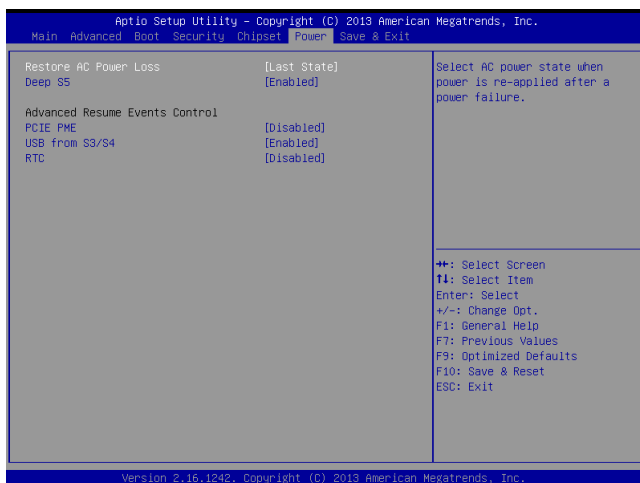 Aptio Setup Utility – Copyright (C) 2013 American Megatrends, Inc.
Main Advanced Boot Security Chipset Power Save & Exit
Restore AC Power Loss [Last State]
Deep S5 [Enabled]
Advanced Resume Events Control
PCIE PME [Disabled]
USB from S3/S4 [Enabled]
RTC [Disabled]
Select AC power state when
power is re-applied after a
power failure.
→←: Select Screen
↑↓: Select Item
Enter: Select
+/-: Change Opt.
F1: General Help
F7: Previous Values
F9: Optimized Defaults
F10: Save & Reset
ESC: Exit
Version 2.16.1242. Copyright (C) 2013 American Megatrends, Inc.